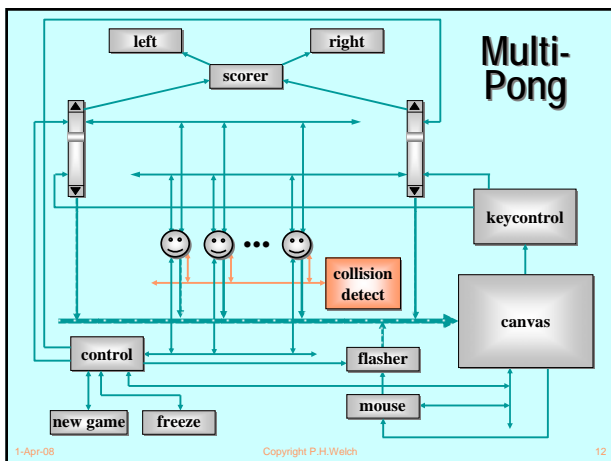 Multi-
Pong
left
right
scorer
keycontrol
•••
collision
detect
canvas
control
flasher
new game
freeze
mouse
1-Apr-08
Copyright P.H.Welch
12